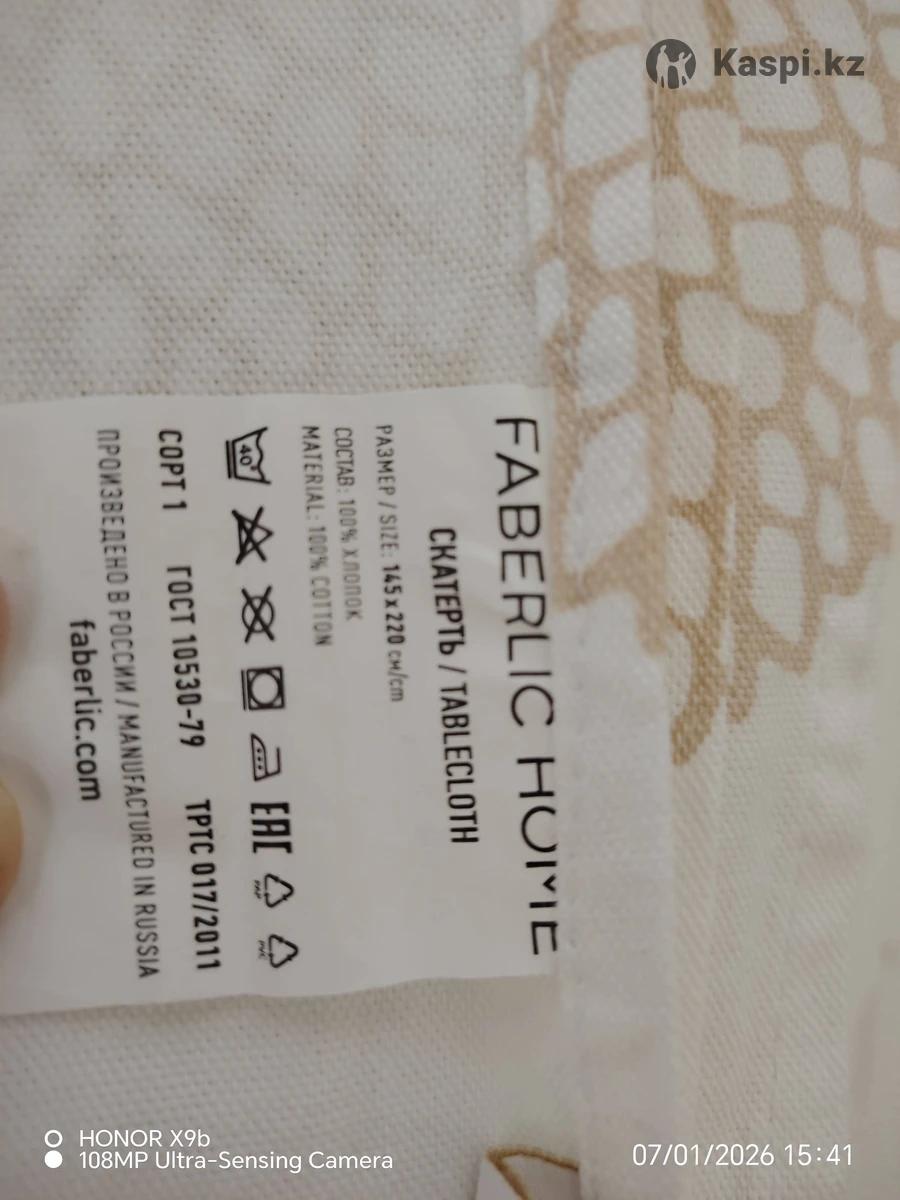 Kaspi.kz
FABERLIC HOME
СКАТЕРТЬ / TABLECLOTH
РАЗМЕР / SIZE: 145 x 220 см/cm
СОСТАВ: 100% ХЛОПОК
MATERIAL: 100% COTTON
40 EAC
СОРТ 1 ГОСТ 10530-79 ТРТС 017/2011
ПРОИЗВЕДЕНО В РОССИИ / MANUFACTURED IN RUSSIA
faberlic.com
HONOR X9b
108MP Ultra-Sensing Camera
07/01/2026 15:41